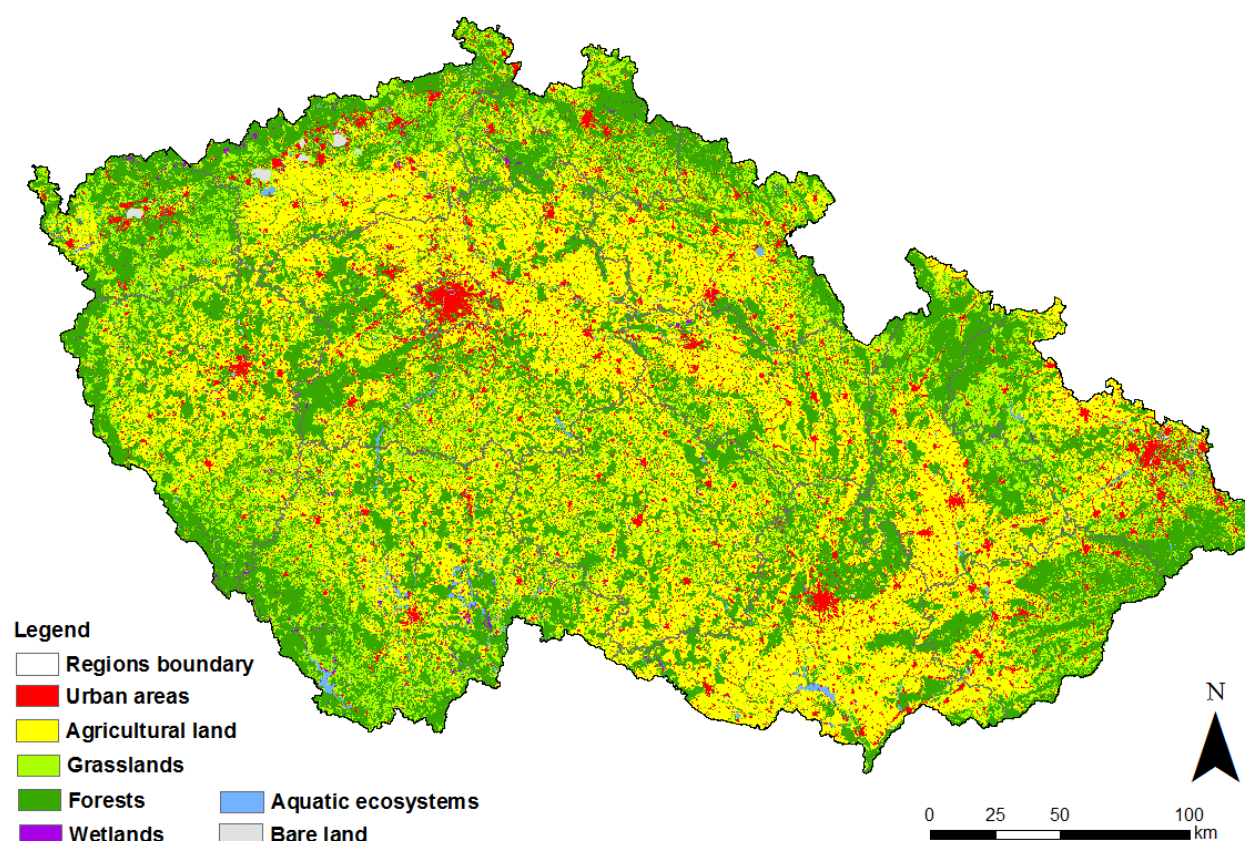 Legend
Regions boundary
Urban areas
Agricultural land
Grasslands
Forests
Wetlands
Aquatic ecosystems
Bare land
N
0 25 50 100
km